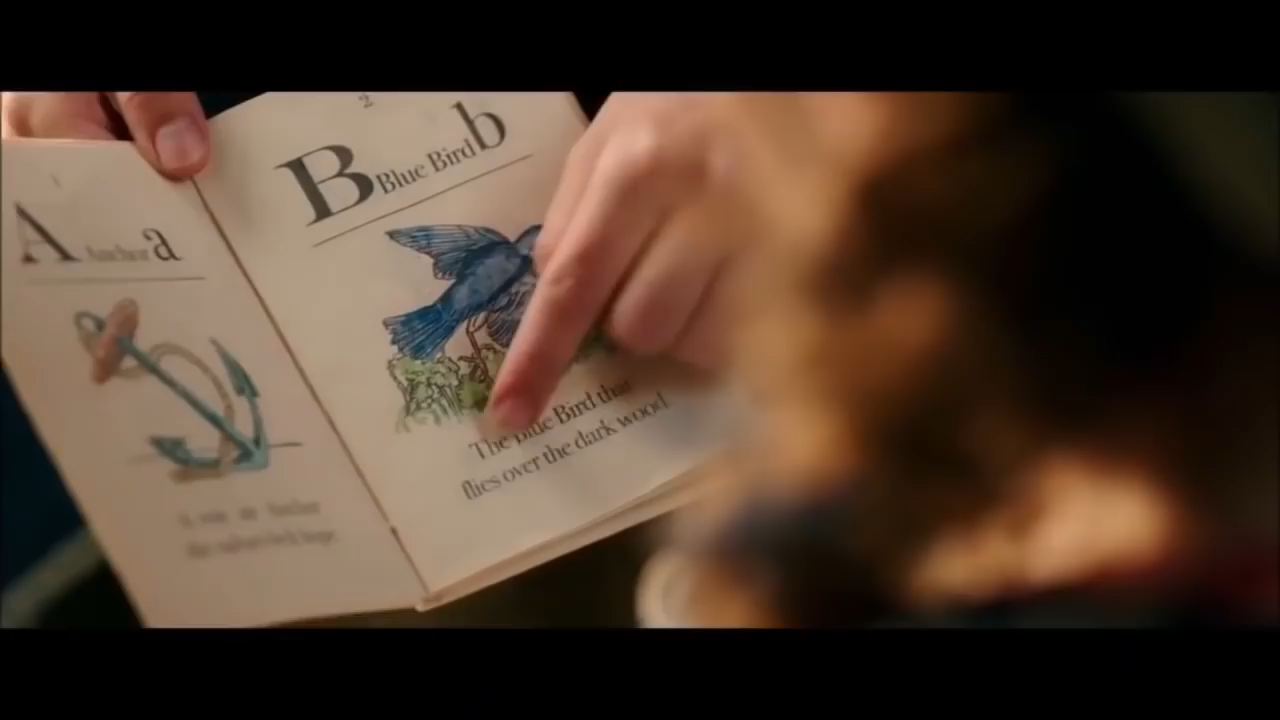 A Anchor a
2
B Blue Bird b
The Blue Bird that
flies over the dark wood